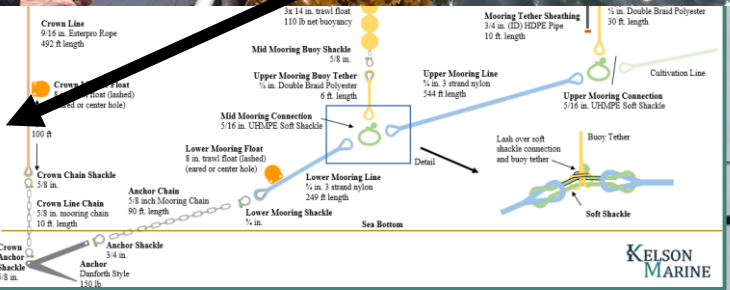 Crown Line
9/16 in. Esterpro Rope
492 ft length
Crown
Float
8
float (lashed)
(eared or center hole)
100 ft
Crown Chain Shackle
5/8 in.
Crown Line Chain
5/8 in. mooring chain
10 ft. length
Crown
Anchor
Shackle
5/8 in.
Anchor
Danforth Style
150 lb
Anchor Shackle
3/4 in.
Anchor Chain
5/8 inch Mooring Chain
90 ft. length
Lower Mooring Float
8 in. trawl float (lashed)
(eared or center hole)
Lower Mooring Shackle
¾ in.
Lower Mooring Line
¾ in. 3 strand nylon
249 ft length
Sea Bottom
3x 14 in. trawl float
110 lb net buoyancy
Mid Mooring Buoy Shackle
5/8 in.
Upper Mooring Buoy Tether
¾ in. Double Braid Polyester
6 ft. length
Mid Mooring Connection
5/16 in. UHMPE Soft Shackle
Detail
Upper Mooring Line
¾ in. 3 strand nylon
544 ft length
Mooring Tether Sheathing
3/4 in. (ID) HDPE Pipe
10 ft. length
in. Double Braid Polyester
30 ft. length
Cultivation Line
Upper Mooring Connection
5/16 in. UHMPE Soft Shackle
Lash over soft
shackle connection
and buoy tether
Buoy Tether
Soft Shackle
KELSON
MARINE